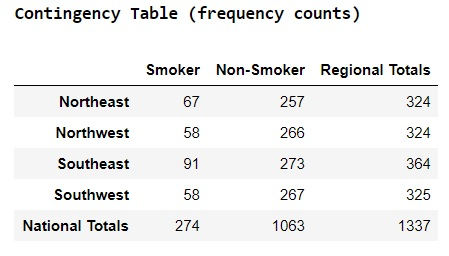 Contingency Table (frequency counts)
Smoker Non-Smoker Regional Totals
Northeast 67 257 324
Northwest 58 266 324
Southeast 91 273 364
Southwest 58 267 325
National Totals 274 1063 1337